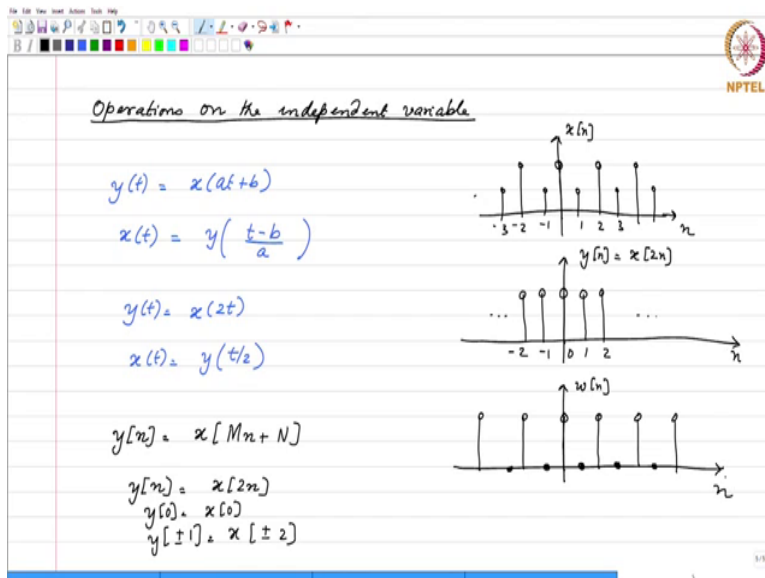 File Edit View Insert Actions Tools Help
B I
NPTEL
Operations on the independent variable
y(t) = x(at+b)
x(t) = y( (t-b)/a )
y(t) = x(2t)
x(t) = y(t/2)
y[n] = x[Mn + N]
y[n] = x[2n]
y[0] = x[0]
y[±1] = x[±2]
x[n]
-3 -2 -1 1 2 3 n
y[n] = x[2n]
... ...
-2 -1 0 1 2 n
w[n]
n